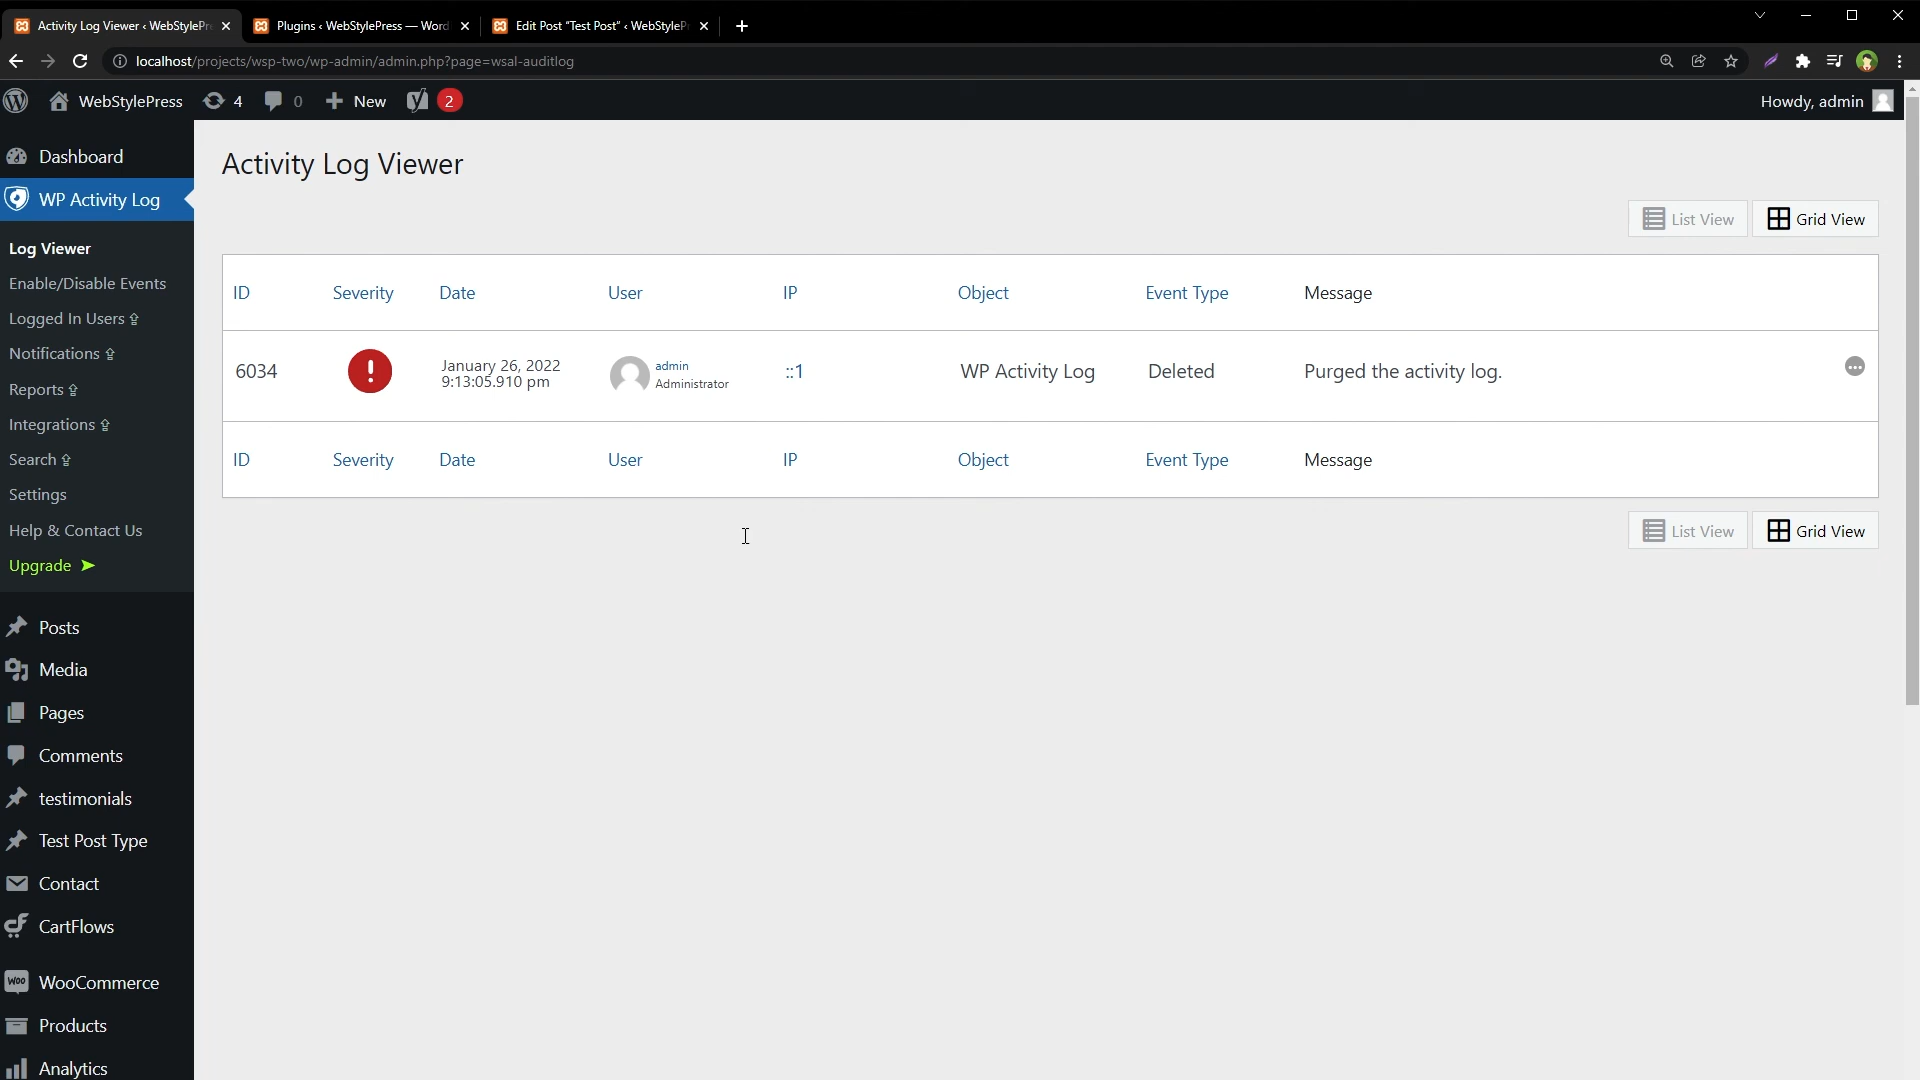 Activity Log Viewer ‹ WebStylePr
Plugins ‹ WebStylePress — Word
Edit Post "Test Post" ‹ WebStyleP
localhost/projects/wsp-two/wp-admin/admin.php?page=wsal-auditlog
WebStylePress
4
0
New
2
Howdy, admin
Dashboard
WP Activity Log
Log Viewer
Enable/Disable Events
Logged In Users
Notifications
Reports
Integrations
Search
Settings
Help & Contact Us
Upgrade
Posts
Media
Pages
Comments
testimonials
Test Post Type
Contact
CartFlows
Woo WooCommerce
Products
Analytics
Activity Log Viewer
List View Grid View
ID Severity Date User IP Object Event Type Message
6034 January 26, 2022 admin ::1 WP Activity Log Deleted Purged the activity log.
9:13:05.910 pm Administrator
ID Severity Date User IP Object Event Type Message
List View Grid View